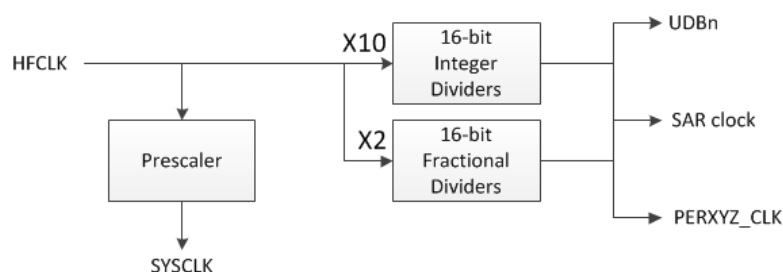 HFCLK
X10
16-bit
Integer
Dividers
UDBn
Prescaler
X2
16-bit
Fractional
Dividers
SAR clock
PERXYZ_CLK
SYSCLK